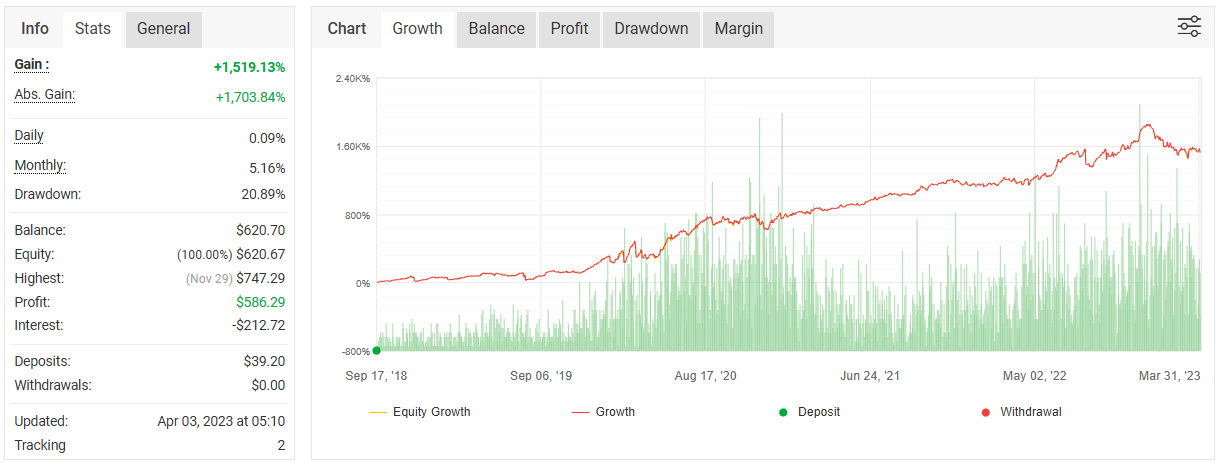 Info Stats General
Gain : +1,519.13%
Abs. Gain: +1,703.84%
Daily 0.09%
Monthly: 5.16%
Drawdown: 20.89%
Balance: $620.70
Equity: (100.00%) $620.67
Highest: (Nov 29) $747.29
Profit: $586.29
Interest: -$212.72
Deposits: $39.20
Withdrawals: $0.00
Updated: Apr 03, 2023 at 05:10
Tracking 2
Chart Growth Balance Profit Drawdown Margin
2.40K%
1.60K%
800%
0%
-800%
Sep 17, '18 Sep 06, '19 Aug 17, '20 Jun 24, '21 May 02, '22 Mar 31, '23
Equity Growth Growth Deposit Withdrawal